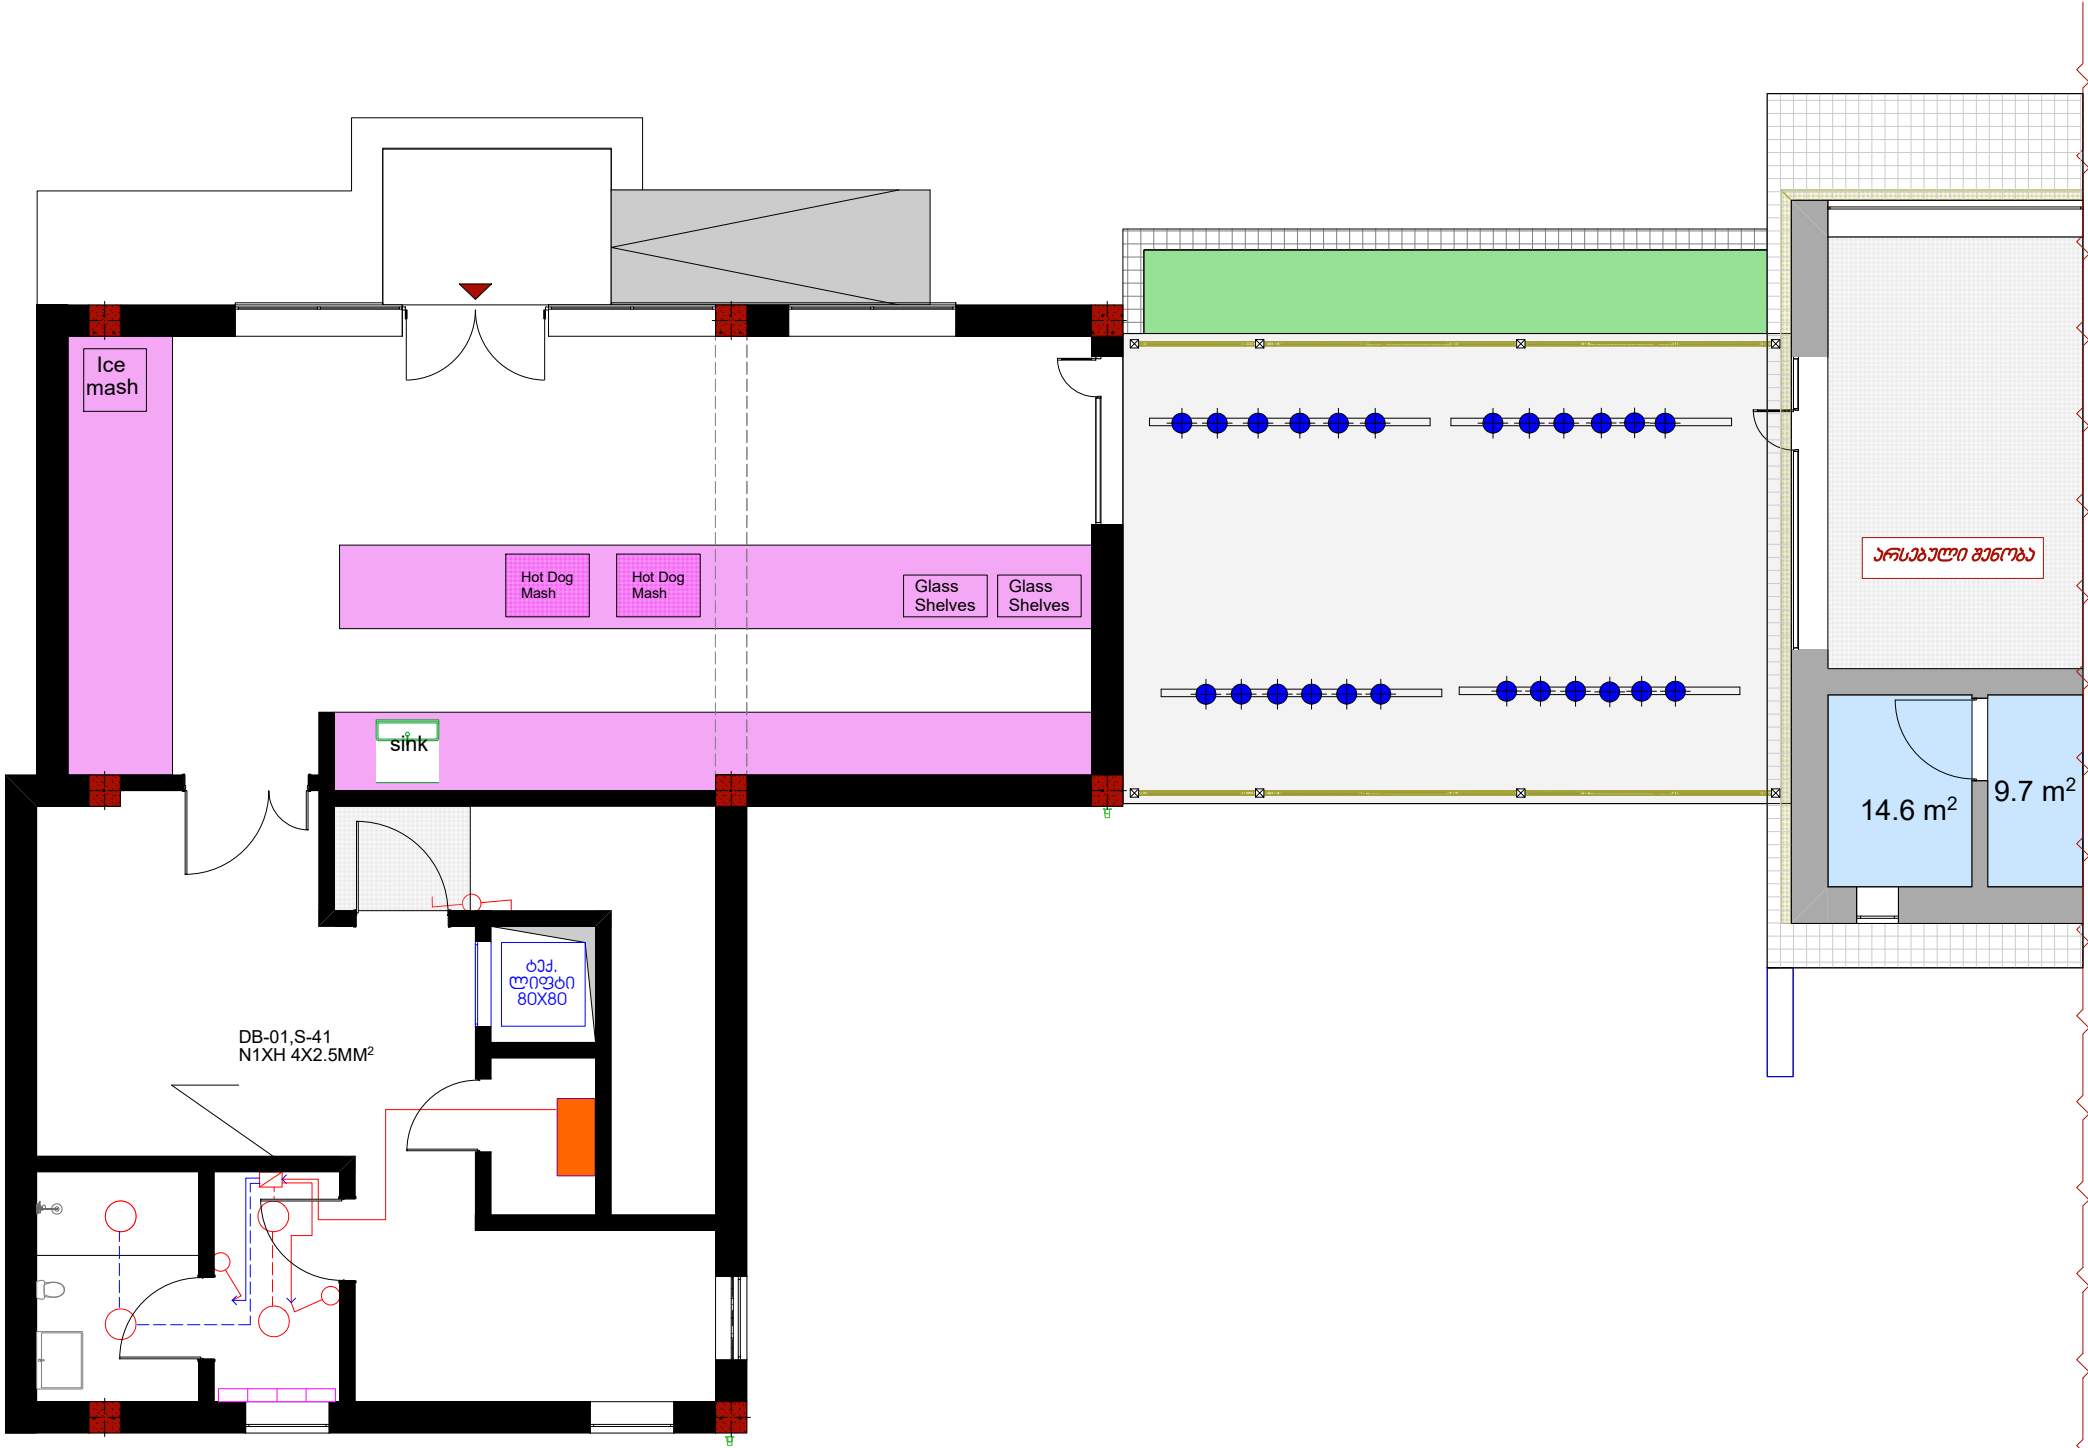 Ice
mash
Hot Dog
Mash
Hot Dog
Mash
Glass
Shelves
Glass
Shelves
არსებული შენობა
sink
14.6 m²
9.7 m²
ტექ.
ლიფტი
80X80
DB-01,S-41
N1XH 4X2.5MM²